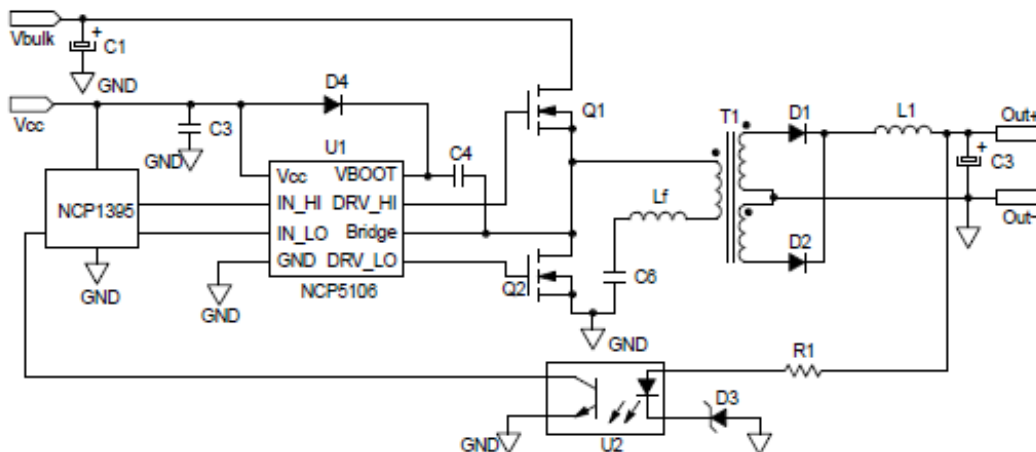 Vbulk
C1
GND
D4
Q1
Vcc
C3
GND
U1
C4
T1
D1
L1
Out+
C3
Vcc VBOOT
IN_HI DRV_HI
IN_LO Bridge
GND DRV_LO
NCP1395
Lf
Out-
D2
GND
NCP5106
GND
Q2
C6
GND
R1
D3
GND
U2